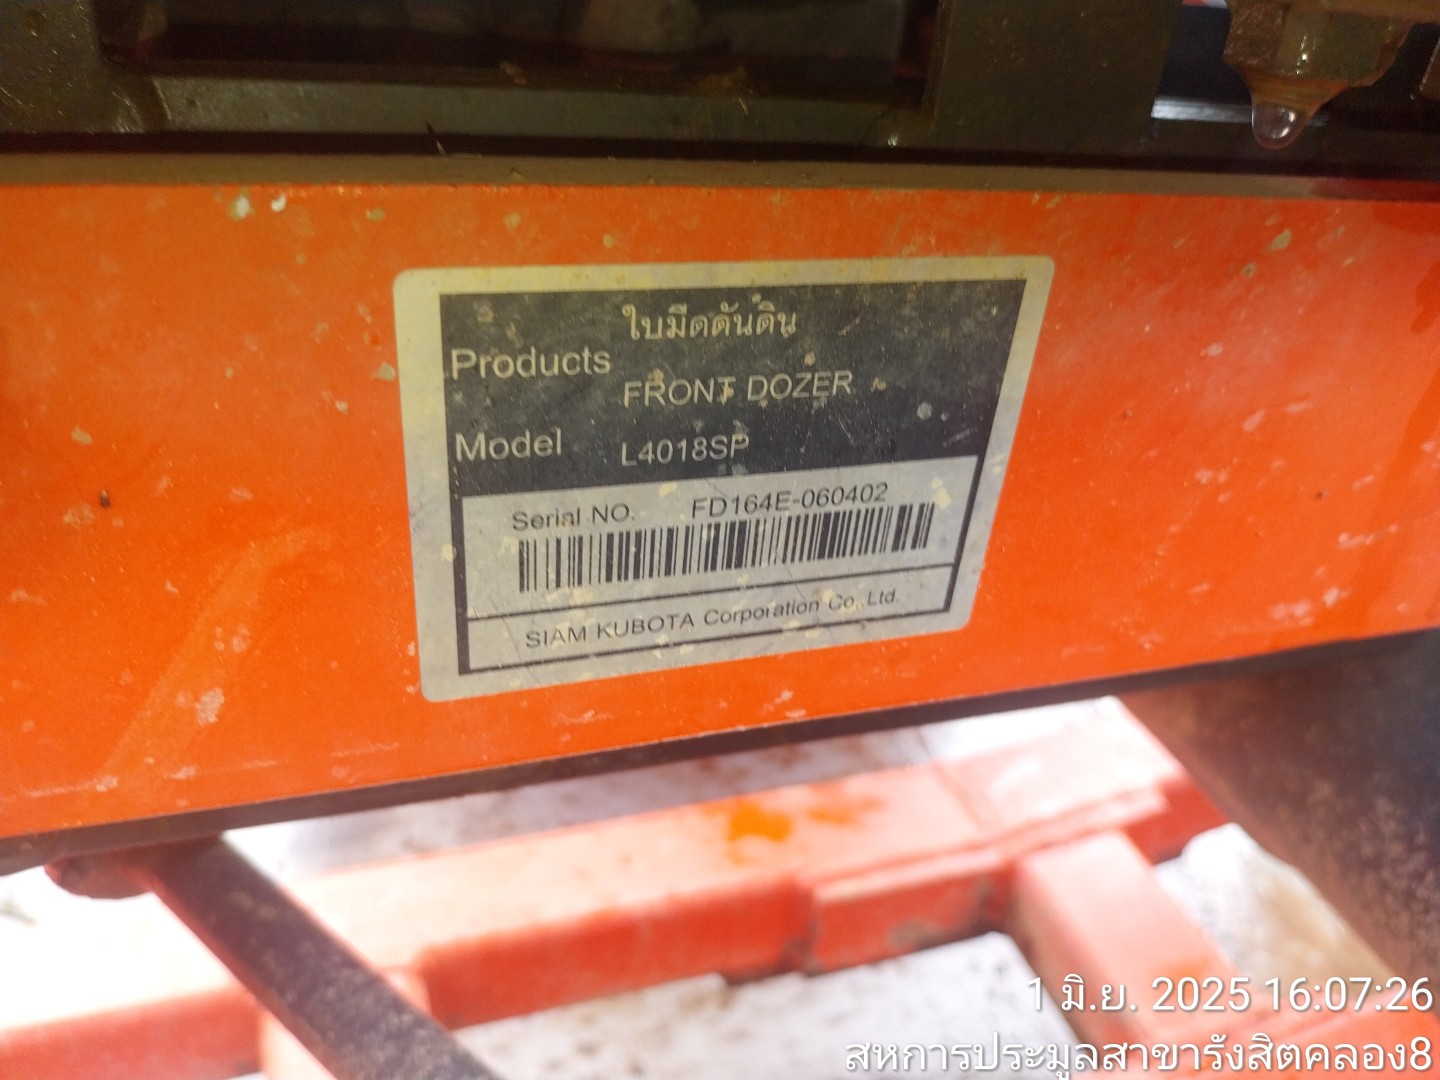 ใบมีดดันดิน
Products
FRONT DOZER
Model L4018SP
Serial NO. FD164E-060402
SIAM KUBOTA Corporation Co.,Ltd.
1 มิ.ย. 2025 16:07:26
สหการประมูลสาขารังสิตคลอง8